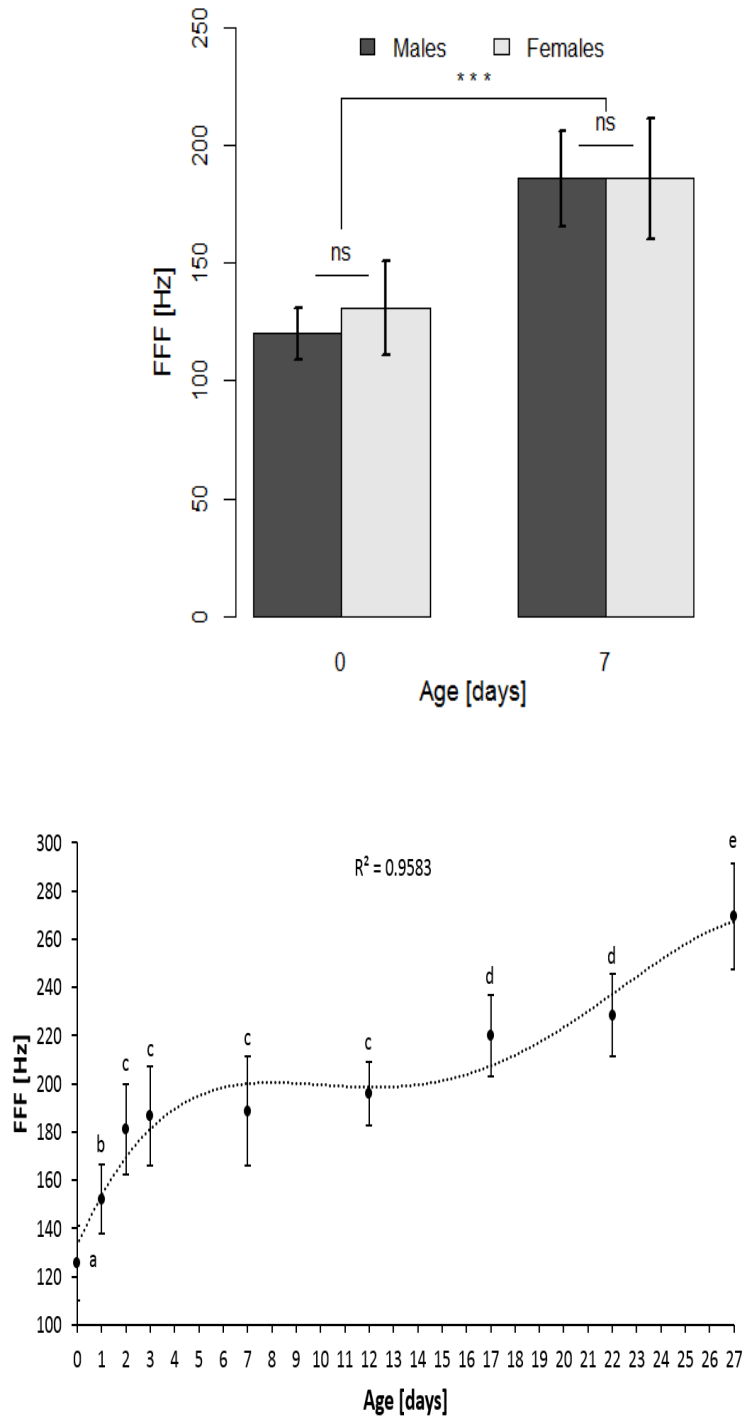 250
Males Females
***
200
ns
150
ns
FFF [Hz]
100
50
0
0 7
Age [days]
300
R² = 0.9583
e
280
260
d
d
240
220
c c
c
c
200
FFF [Hz]
180
b
160
140
a
120
100
0 1 2 3 4 5 6 7 8 9 10 11 12 13 14 15 16 17 18 19 20 21 22 23 24 25 26 27
Age [days]